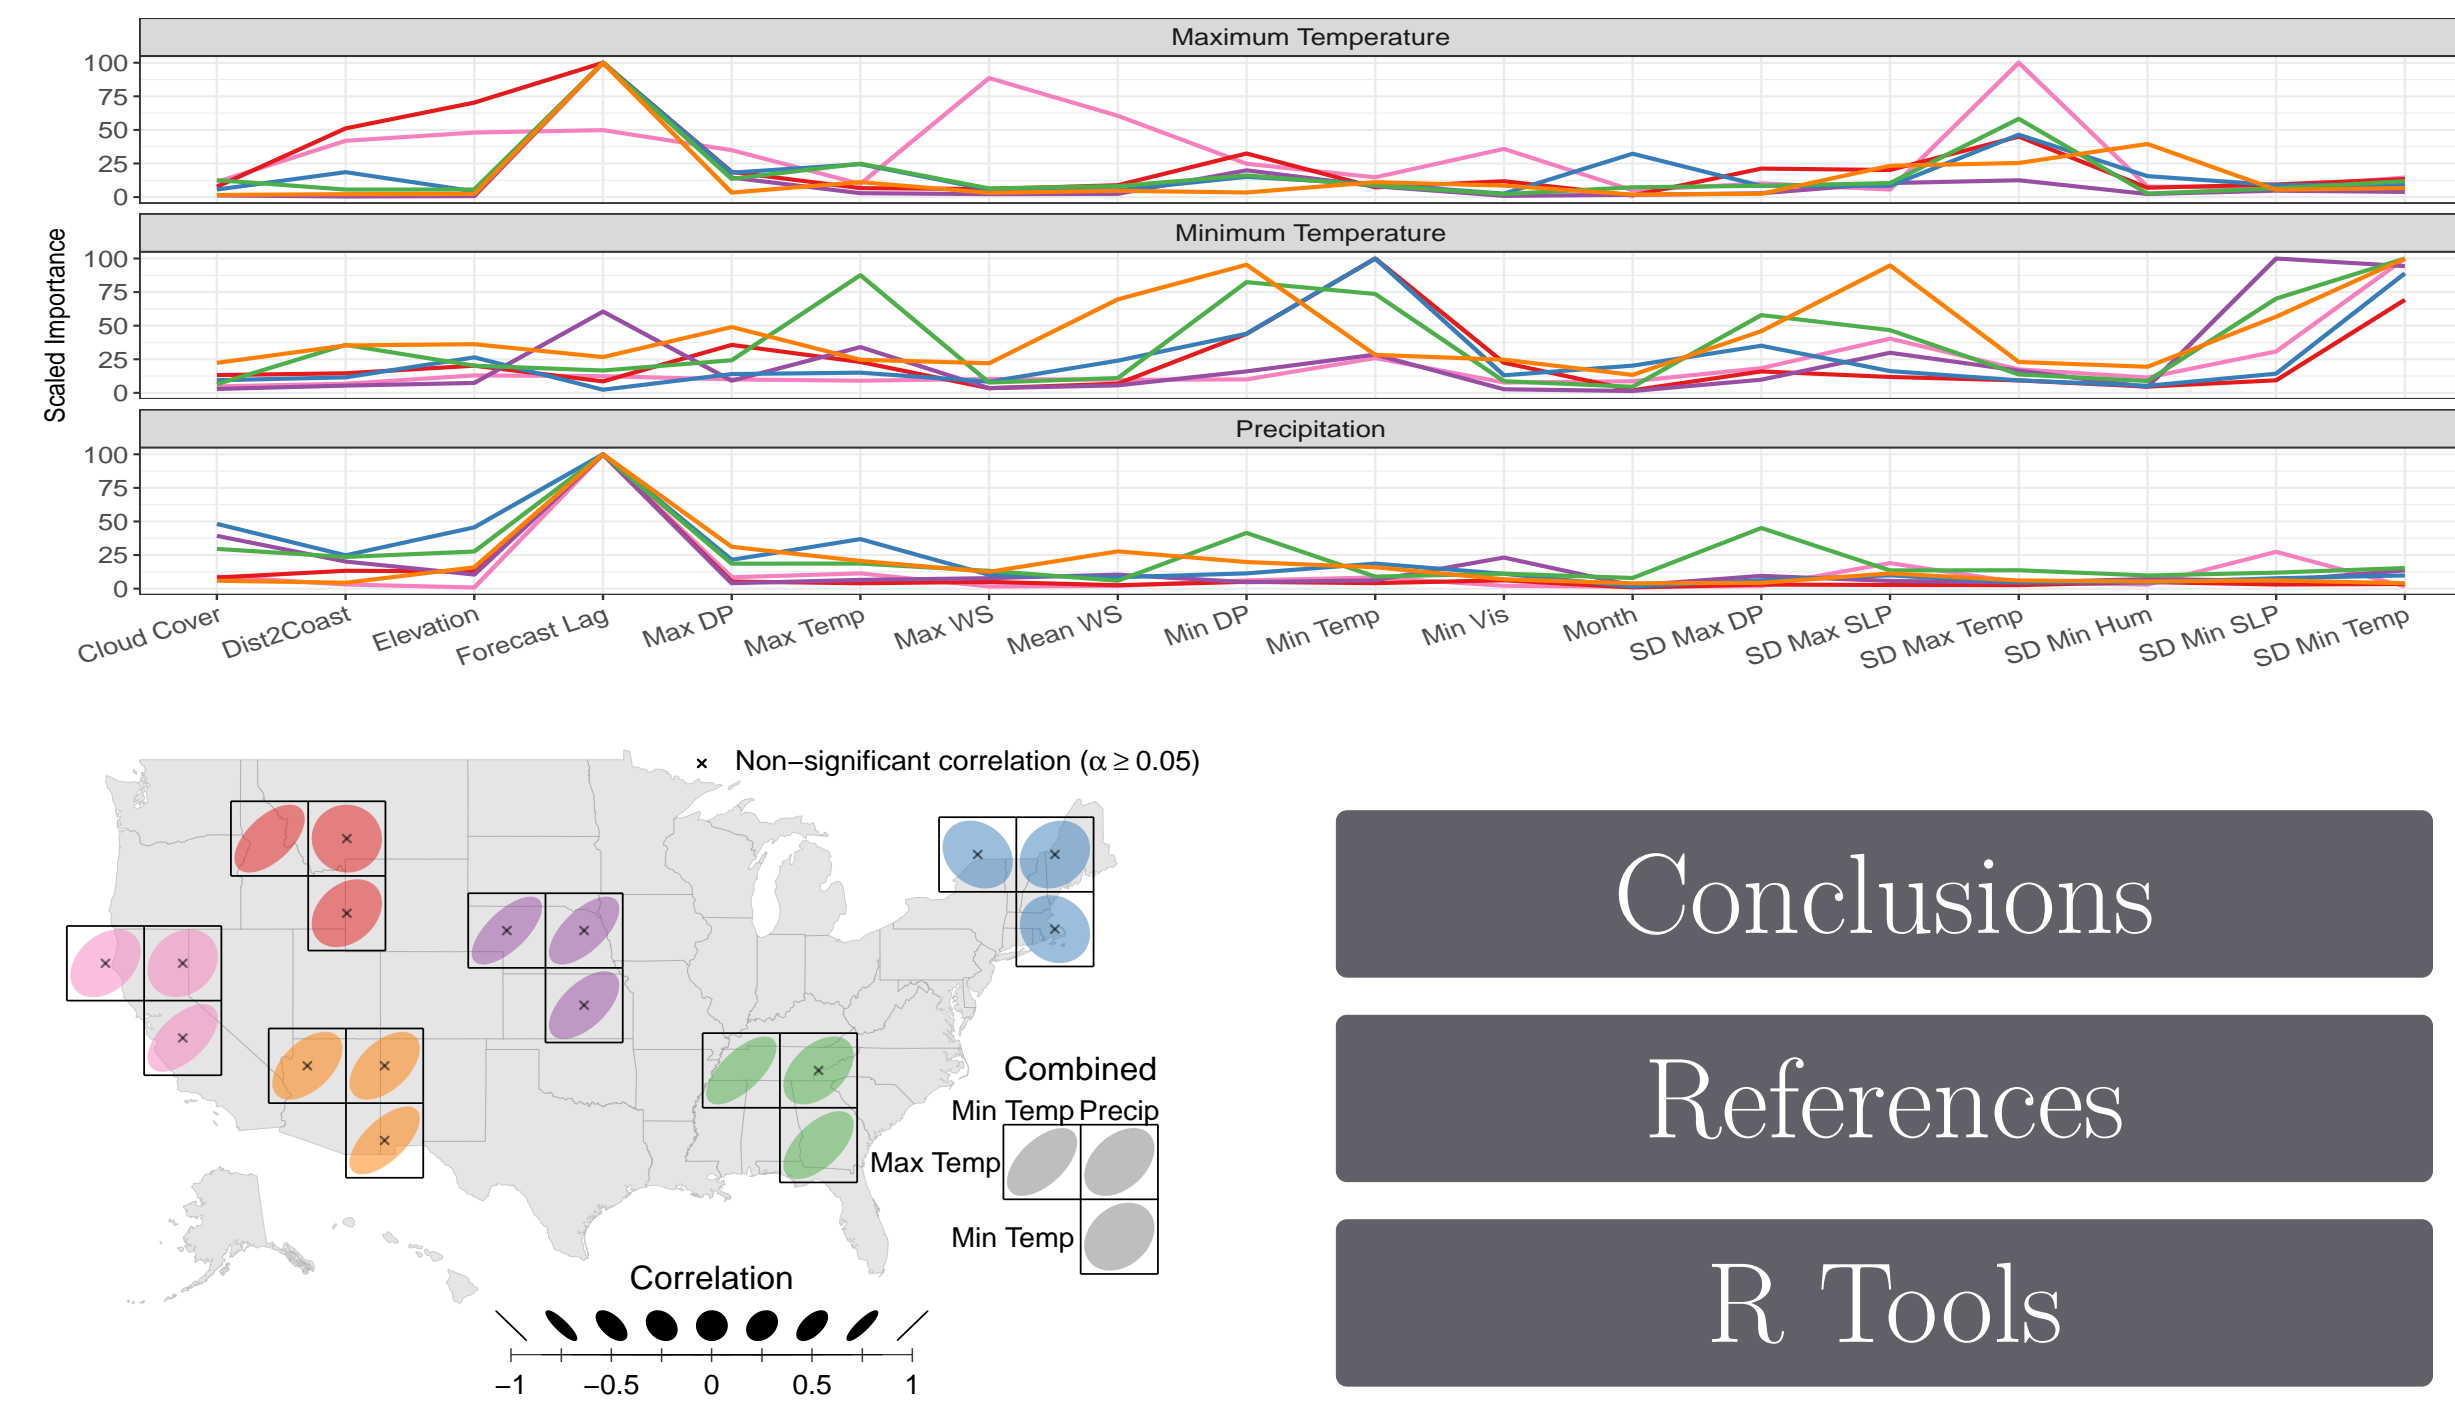 Maximum Temperature
100
75
50
25
0
Minimum Temperature
100
75
50
25
0
Precipitation
100
75
50
25
0
Scaled Importance
Cloud Cover
Dist2Coast
Elevation
Forecast Lag
Max DP
Max Temp
Max WS
Mean WS
Min DP
Min Temp
Min Vis
Month
SD Max DP
SD Max SLP
SD Max Temp
SD Min Hum
SD Min SLP
SD Min Temp
× Non−significant correlation (α ≥ 0.05)
Combined
Min Temp Precip
Max Temp
Min Temp
Correlation
−1 −0.5 0 0.5 1
Conclusions
References
R Tools